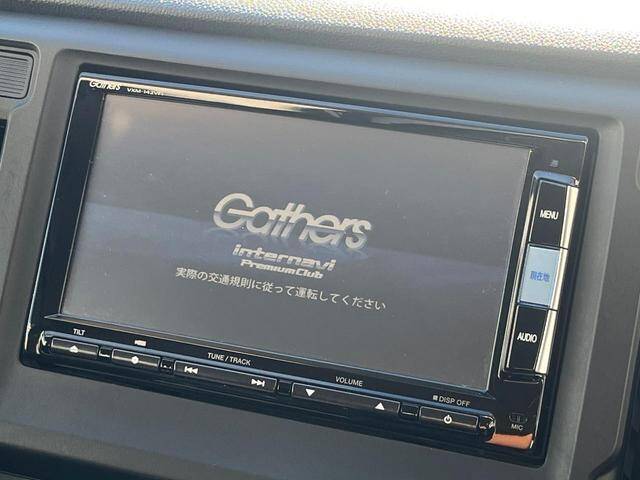 Gathers
Gathers
internavi
PremiumClub
実際の交通規則に従って運転してください
MENU
現在地
AUDIO
TILT
TUNE / TRACK
VOLUME
DISP OFF
MIC